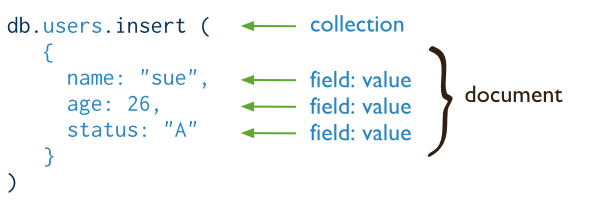 db.users.insert ( collection
{
name: "sue", field: value
age: 26, field: value
document
status: "A" field: value
}
)